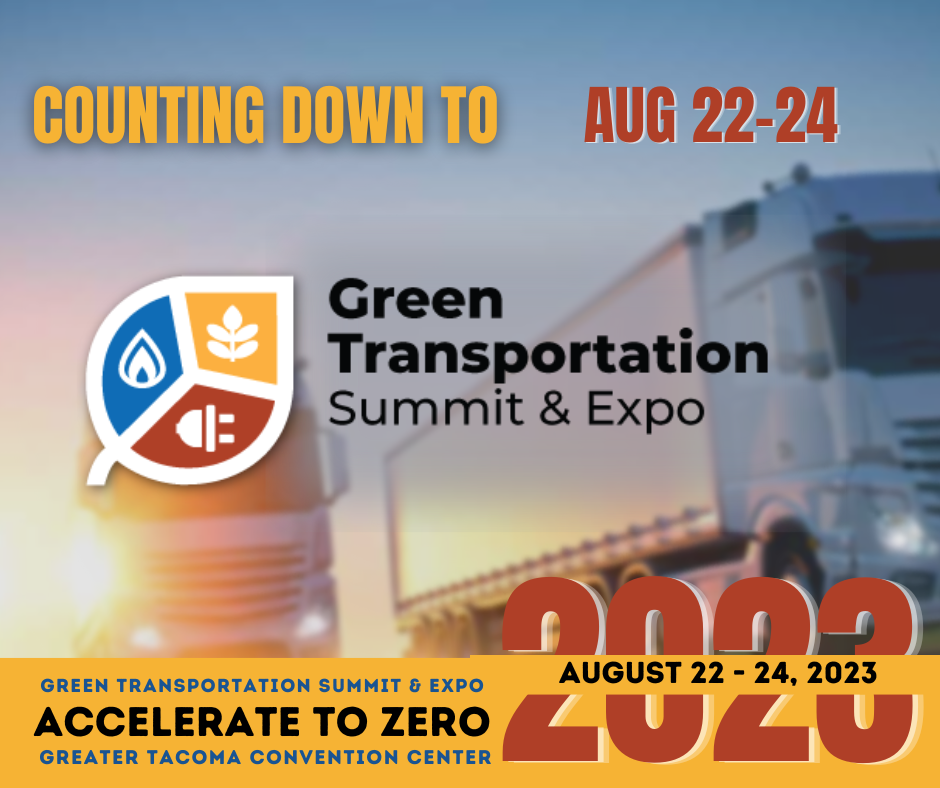 COUNTING DOWN TO AUG 22-24
Green
Transportation
Summit & Expo
2023
AUGUST 22 - 24, 2023
GREEN TRANSPORTATION SUMMIT & EXPO
ACCELERATE TO ZERO
GREATER TACOMA CONVENTION CENTER